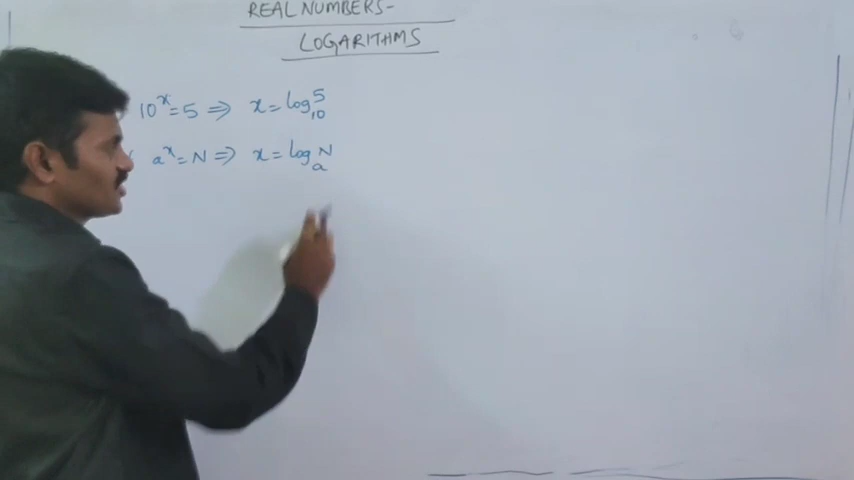 REAL NUMBERS-
LOGARITHMS
10^x = 5 ⇒ x = log_10^5
a^x = N ⇒ x = log_a^N